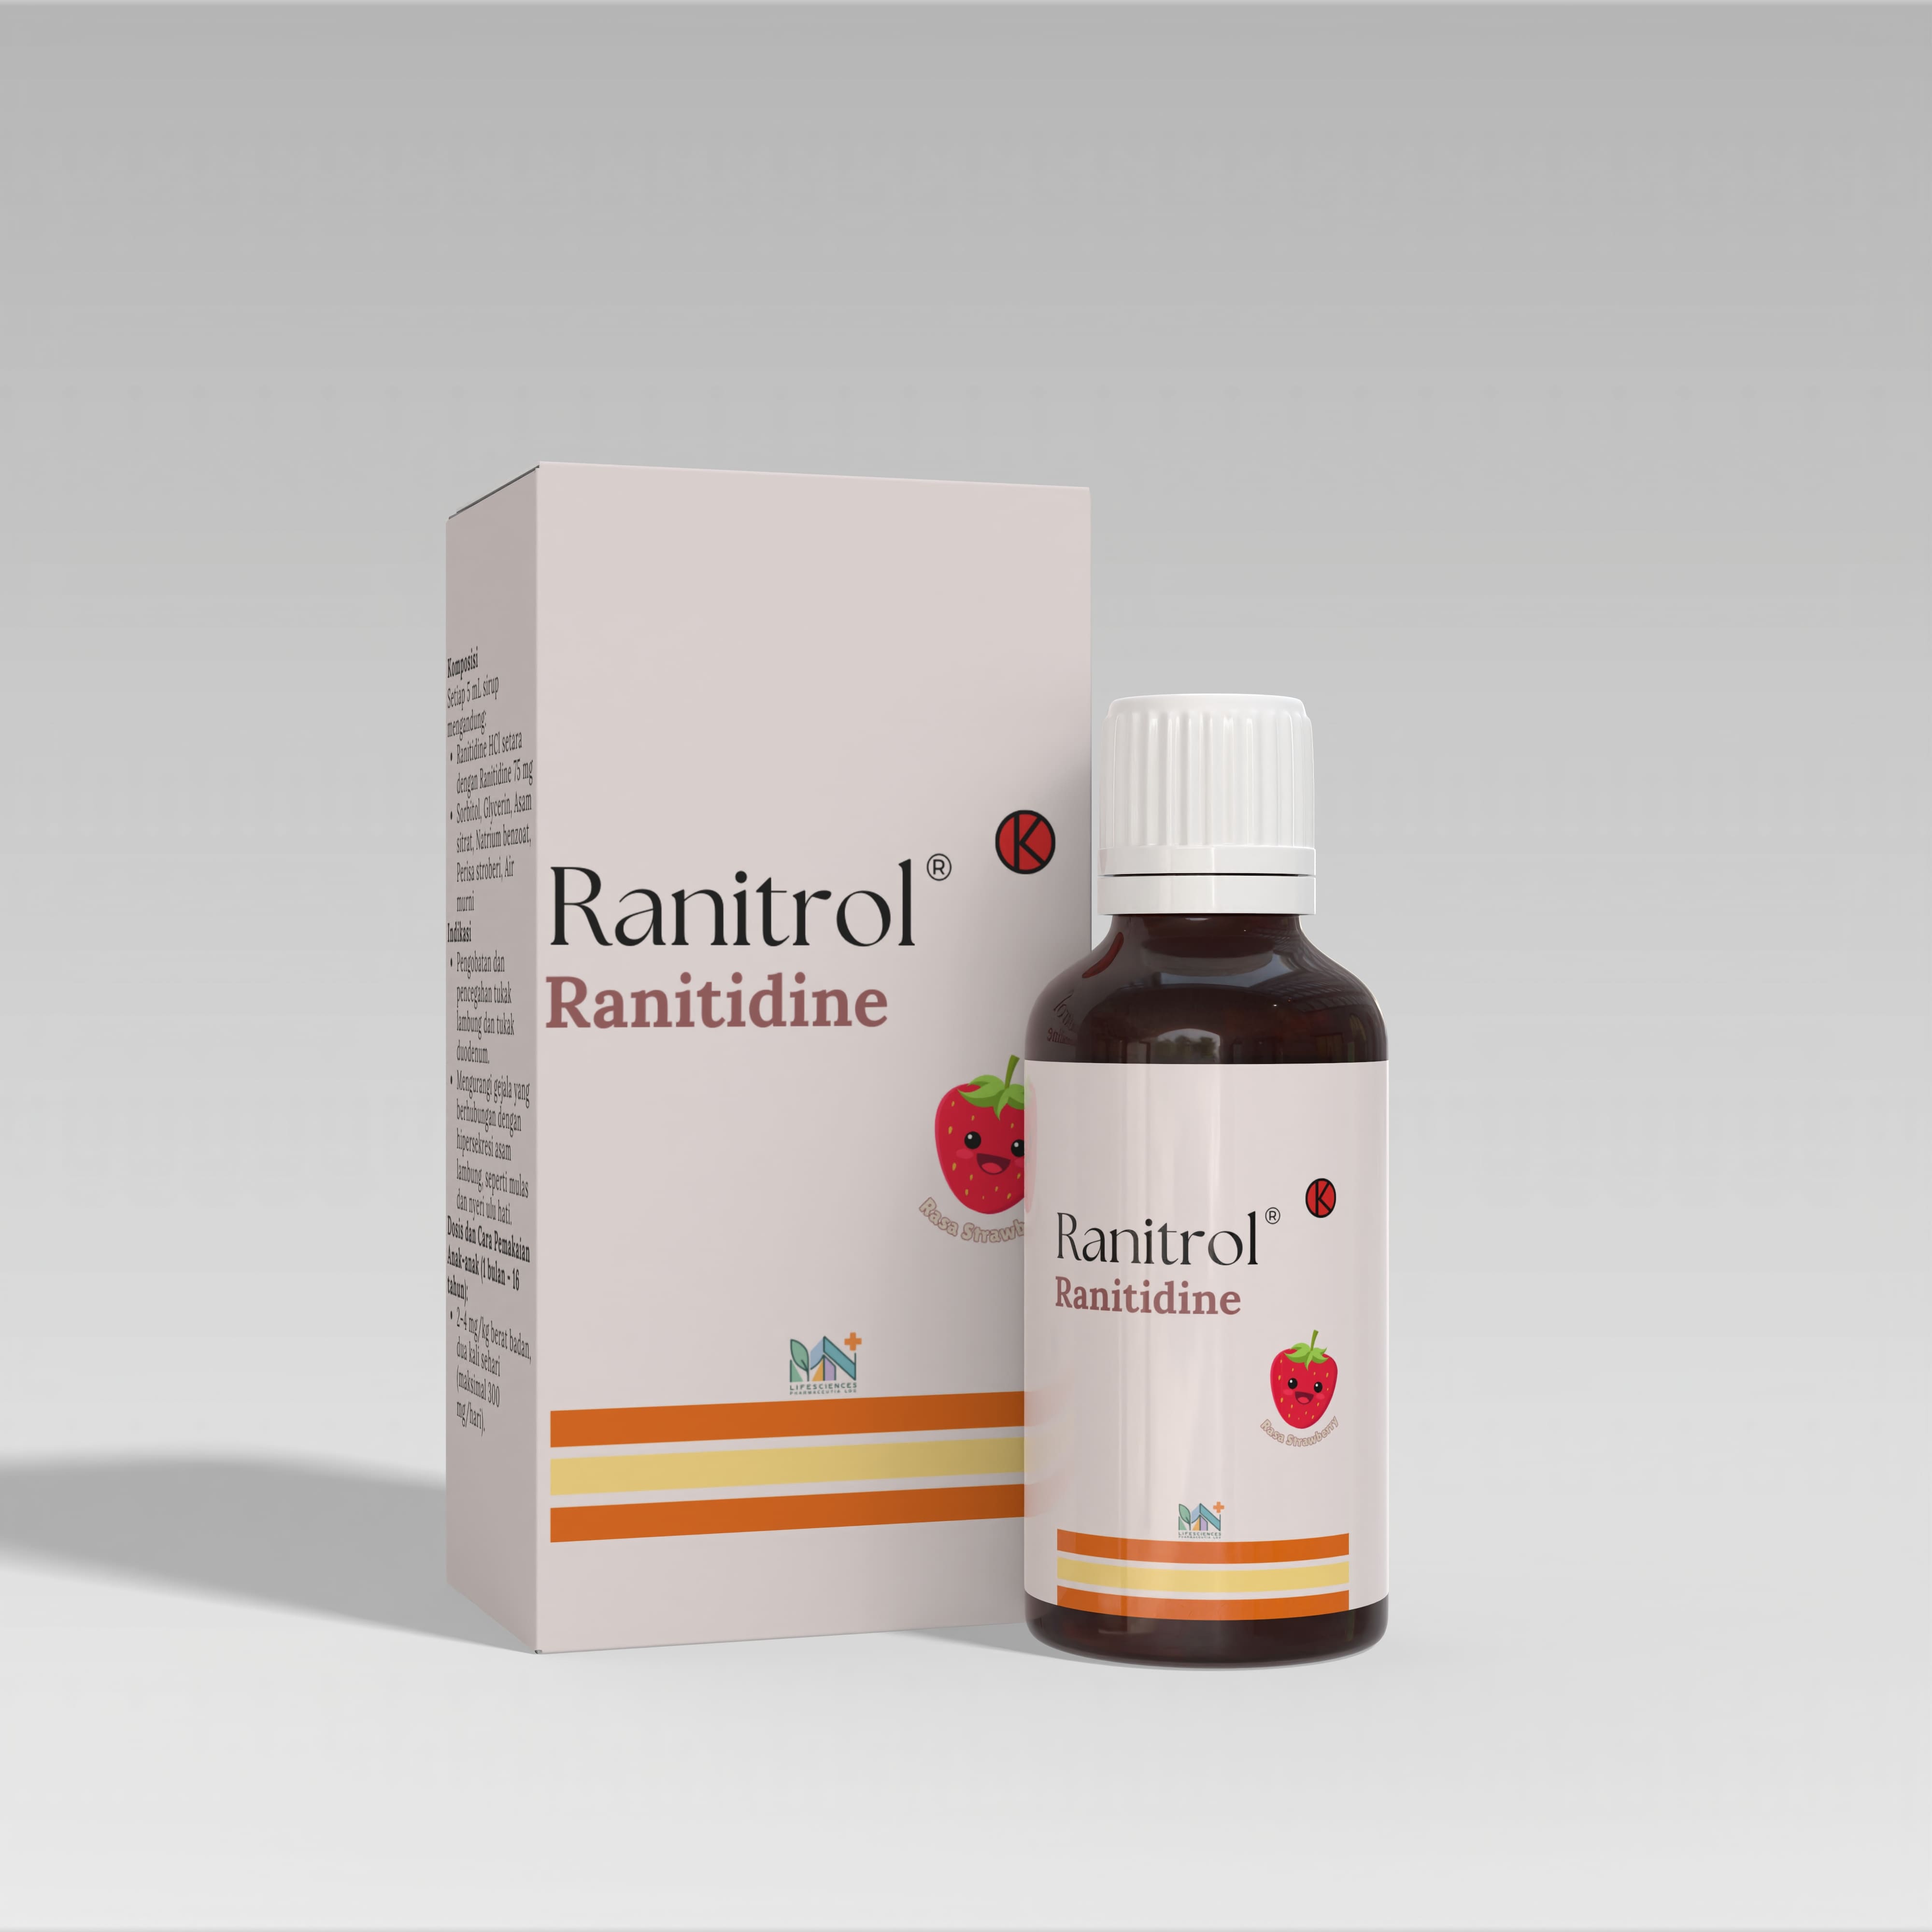 Komposisi
Setiap 5 mL sirup
mengandung:
• Ranitidine HCl setara
dengan Ranitidine 75 mg
• Sorbitol, Glycerin, Asam
sitrat, Natrium benzoat,
Perisa stroberi, Air
murni
Indikasi
• Pengobatan dan
pencegahan tukak
lambung dan tukak
duodenum.
• Mengurangi gejala yang
berhubungan dengan
hipersekresi asam
lambung, seperti mulas
dan nyeri ulu hati.
Dosis dan Cara Pemakaian
Anak-anak (1 bulan - 16
tahun):
• 2-4 mg/kg berat badan,
dua kali sehari
(maksimal 300
mg/hari).
K
Ranitrol®
Ranitidine
Rasa
LIFESCIENCES
K
Ranitrol®
Ranitidine
Rasa Strawberry
LIFESCIENCES